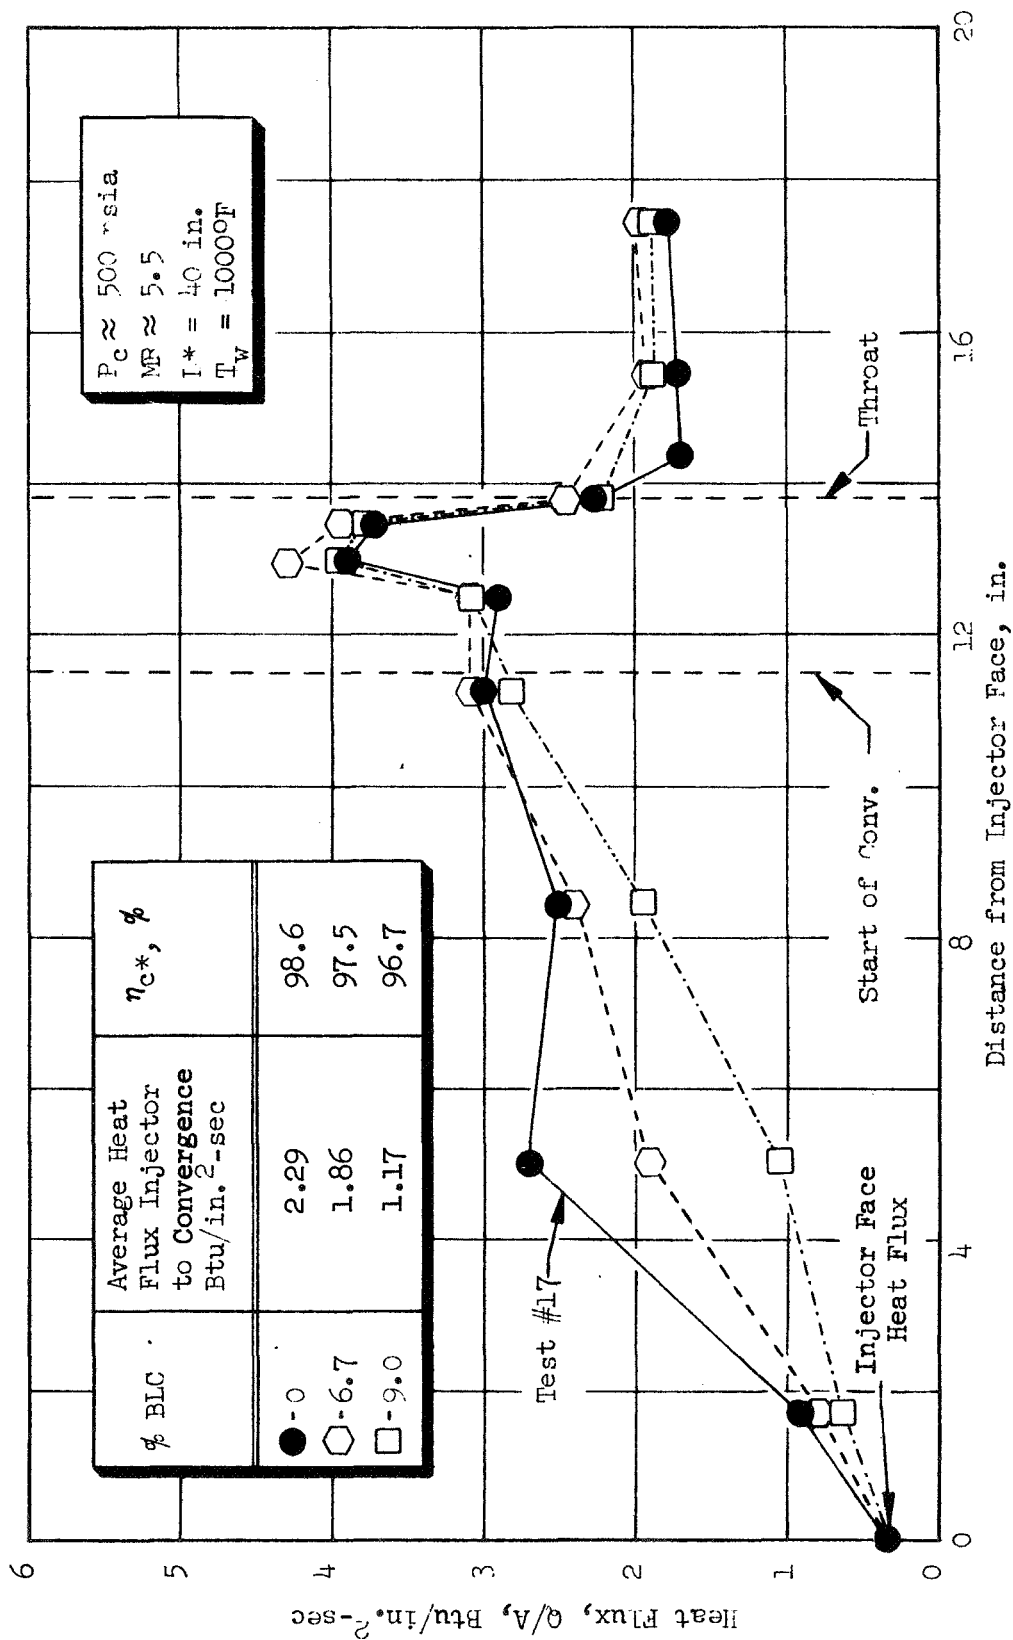 Pc ≈ 500 psia
MR ≈ 5.5
L* = 40 in.
Tw = 1000°F
% BLC
Average Heat
Flux Injector
to Convergence
Btu/in.²-sec
ηc*, %
-0 2.29 98.6
-6.7 1.86 97.5
-9.0 1.17 96.7
Test #17
Injector Face
Heat Flux
Start of Conv.
Throat
6
5
4
3
2
1
0
Heat Flux, Q/A, Btu/in.²-sec
0 4 8 12 16 20
Distance from Injector Face, in.